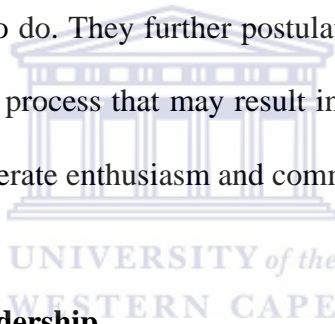 o do. They further postulat
process that may result in
erate enthusiasm and comm
UNIVERSITY of the
WESTERN CAPE
dership